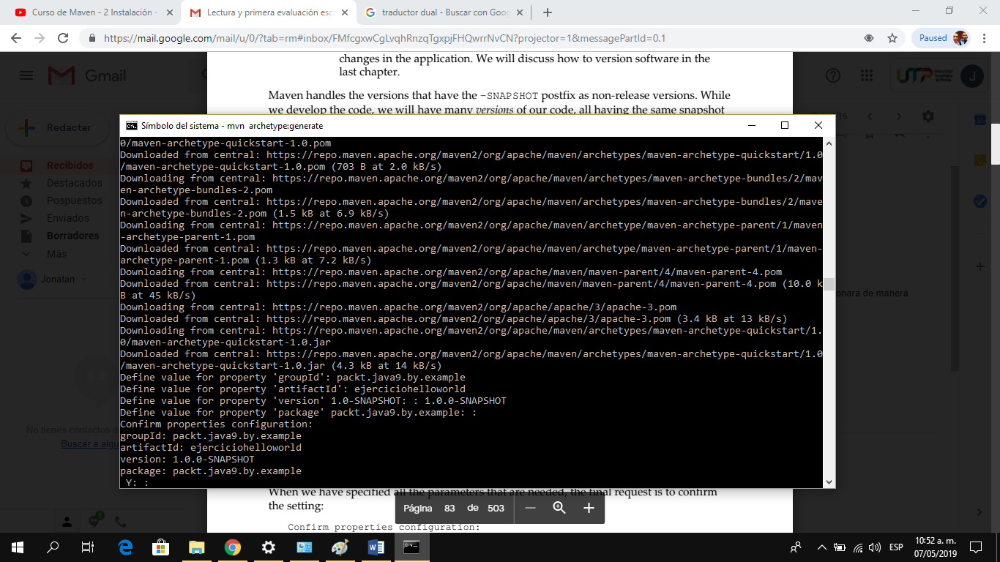 Curso de Maven - 2 Instalación -
Lectura y primera evaluación esc
traductor dual - Buscar con Goog
https://mail.google.com/mail/u/0/?tab=rm#inbox/FMfcgxwCgLvqhRnzqTgxpjFHQwrrNvCN?projector=1&messagePartId=0.1
Paused
changes in the application. We will discuss how to version software in the
last chapter.
Gmail
UTP
J
Maven handles the versions that have the -SNAPSHOT postfix as non-release versions. While
we develop the code, we will have many versions of our code, all having the same snapshot
Redactar
16
Recibidos
Destacados
Pospuestos
Enviados
Borradores
Más
Jonatan
onara de manera
No tienes contactos d
Buscar a algu
Símbolo del sistema - mvn archetype:generate
0/maven-archetype-quickstart-1.0.pom
Downloaded from central: https://repo.maven.apache.org/maven2/org/apache/maven/archetypes/maven-archetype-quickstart/1.0
/maven-archetype-quickstart-1.0.pom (703 B at 2.0 kB/s)
Downloading from central: https://repo.maven.apache.org/maven2/org/apache/maven/archetypes/maven-archetype-bundles/2/mav
en-archetype-bundles-2.pom
Downloaded from central: https://repo.maven.apache.org/maven2/org/apache/maven/archetypes/maven-archetype-bundles/2/mave
n-archetype-bundles-2.pom (1.5 kB at 6.9 kB/s)
Downloading from central: https://repo.maven.apache.org/maven2/org/apache/maven/archetype/maven-archetype-parent/1/maven
-archetype-parent-1.pom
Downloaded from central: https://repo.maven.apache.org/maven2/org/apache/maven/archetype/maven-archetype-parent/1/maven-
archetype-parent-1.pom (1.3 kB at 7.2 kB/s)
Downloading from central: https://repo.maven.apache.org/maven2/org/apache/maven/maven-parent/4/maven-parent-4.pom
Downloaded from central: https://repo.maven.apache.org/maven2/org/apache/maven/maven-parent/4/maven-parent-4.pom (10.0 k
B at 45 kB/s)
Downloading from central: https://repo.maven.apache.org/maven2/org/apache/apache/3/apache-3.pom
Downloaded from central: https://repo.maven.apache.org/maven2/org/apache/apache/3/apache-3.pom (3.4 kB at 13 kB/s)
Downloading from central: https://repo.maven.apache.org/maven2/org/apache/maven/archetypes/maven-archetype-quickstart/1.
0/maven-archetype-quickstart-1.0.jar
Downloaded from central: https://repo.maven.apache.org/maven2/org/apache/maven/archetypes/maven-archetype-quickstart/1.0
/maven-archetype-quickstart-1.0.jar (4.3 kB at 14 kB/s)
Define value for property 'groupId': packt.java9.by.example
Define value for property 'artifactId': ejerciciohelloworld
Define value for property 'version' 1.0-SNAPSHOT: : 1.0.0-SNAPSHOT
Define value for property 'package' packt.java9.by.example: :
Confirm properties configuration:
groupId: packt.java9.by.example
artifactId: ejerciciohelloworld
version: 1.0.0-SNAPSHOT
package: packt.java9.by.example
Y: :
When we have specified all the parameters that are needed, the final request is to confirm
the setting:
Confirm properties configuration:
Página 83 de 503
1
ESP
10:52 a. m.
07/05/2019